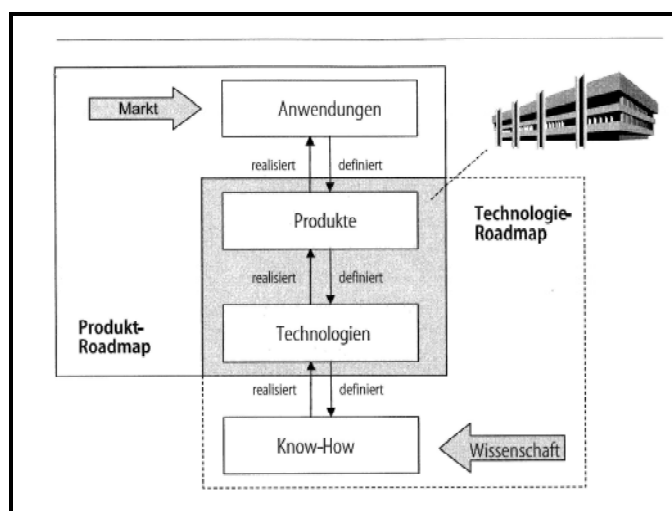 Markt
Anwendungen
realisiert
definiert
Produkte
Technologie-
Roadmap
realisiert
definiert
Produkt-
Roadmap
Technologien
realisiert
definiert
Know-How
Wissenschaft